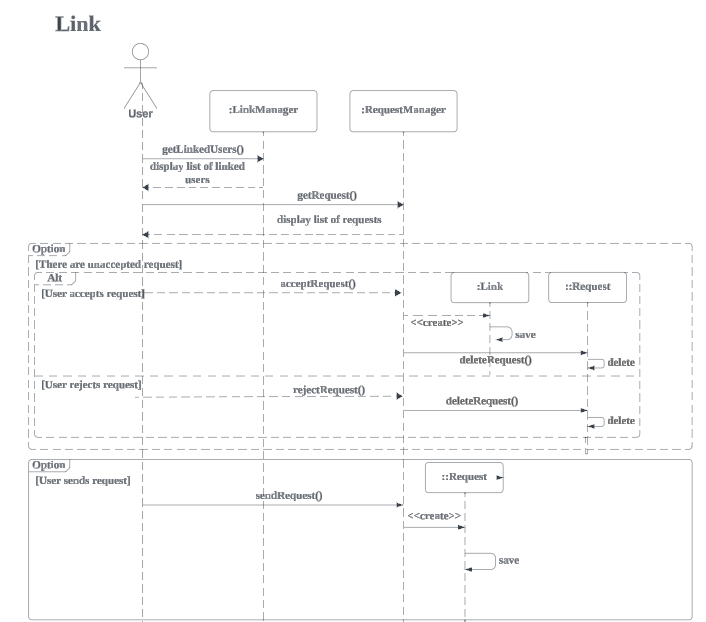 Link
User
:LinkManager
:RequestManager
getLinkedUsers()
display list of linked
users
getRequest()
display list of requests
Option
[There are unaccepted request]
Alt
[User accepts request]
acceptRequest()
:Link
::Request
<<create>>
save
deleteRequest()
delete
[User rejects request]
rejectRequest()
deleteRequest()
delete
Option
[User sends request]
::Request
sendRequest()
<<create>>
save